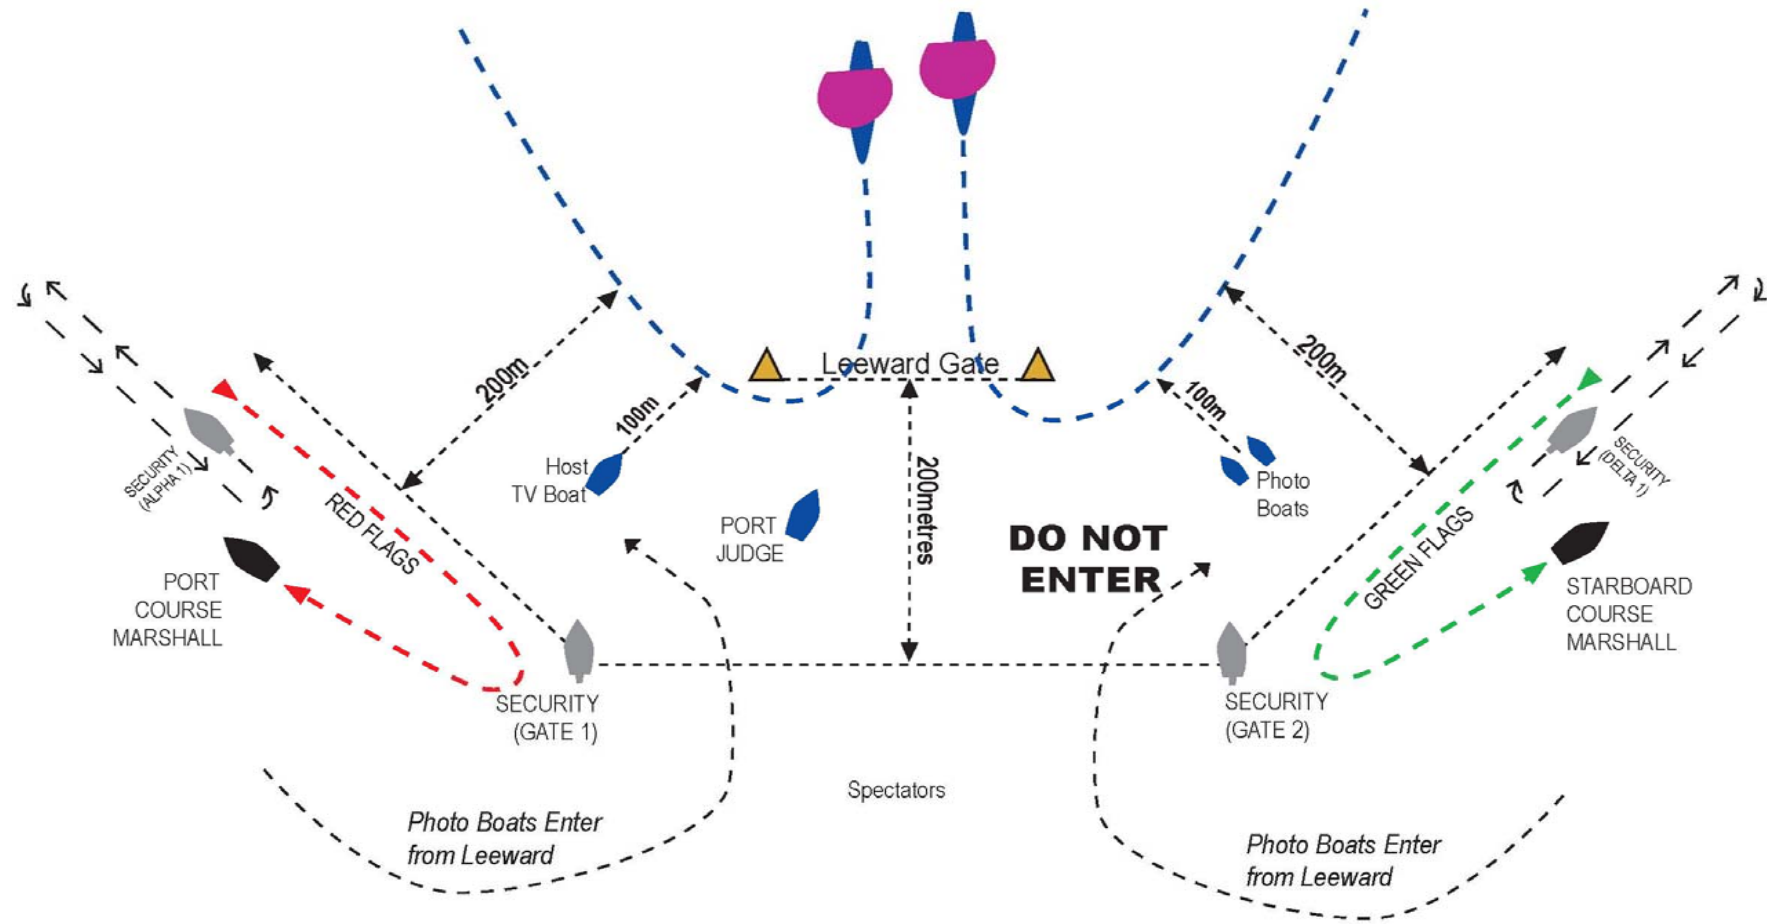 Leeward Gate
200m
200m
100m
100m
Host
TV Boat
PORT
JUDGE
200metres
DO NOT
ENTER
Photo
Boats
SECURITY
(ALPHA 1)
SECURITY
(DELTA 1)
RED FLAGS
GREEN FLAGS
PORT
COURSE
MARSHALL
STARBOARD
COURSE
MARSHALL
SECURITY
(GATE 1)
SECURITY
(GATE 2)
Spectators
Photo Boats Enter
from Leeward
Photo Boats Enter
from Leeward